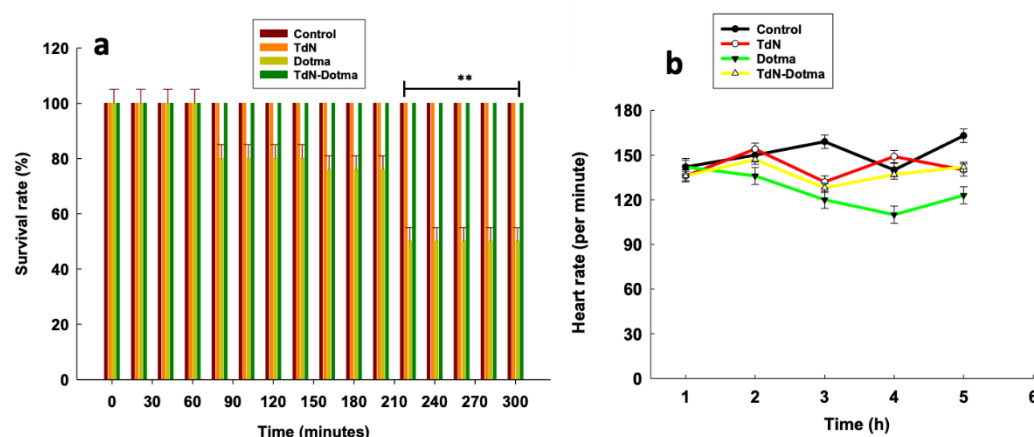 a
Control
TdN
Dotma
TdN-Dotma
**
Survival rate (%)
120
100
80
60
40
20
0
0 30 60 90 120 150 180 210 240 270 300
Time (minutes)
b
Control
TdN
Dotma
TdN-Dotma
Heart rate (per minute)
180
150
120
90
60
30
0
1 2 3 4 5 6
Time (h)